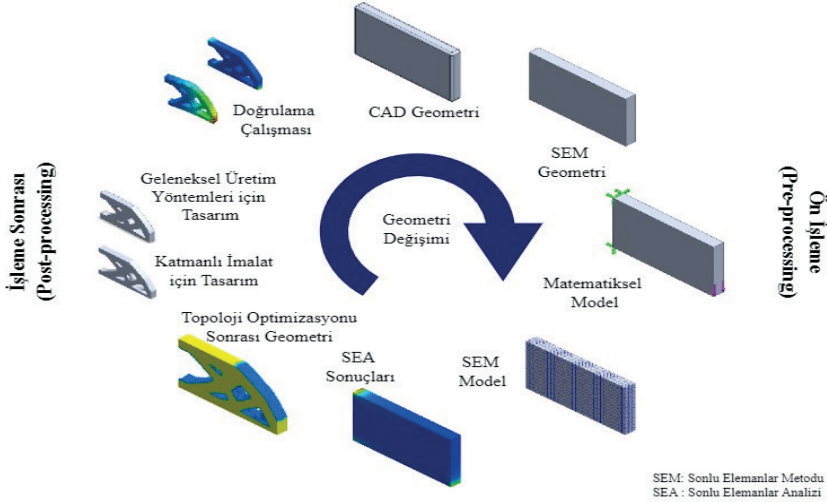 Doğrulama
Çalışması
CAD Geometri
SEM
Geometri
Geleneksel Üretim
Yöntemleri için
Tasarım
Katmanlı İmalat
için Tasarım
Geometri
Değişimi
Matematiksel
Model
Topoloji Optimizasyonu
Sonrası Geometri
SEA
Sonuçları
SEM
Model
İşleme Sonrası
(Post-processing)
Ön İşleme
(Pre-processing)
SEM: Sonlu Elemanlar Metodu
SEA : Sonlu Elemanlar Analizi